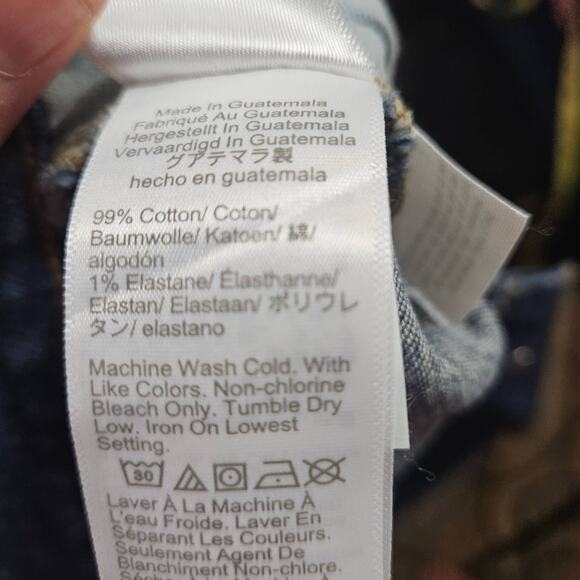 Made In Guatemala
Fabriqué Au Guatemala
Hergestellt In Guatemala
Vervaardigd In Guatemala
グアテマラ製
hecho en guatemala
99% Cotton/ Coton/
Baumwolle/ Katoen/ 綿/
algodón
1% Elastane/ Élasthanne/
Elastan/ Elastaan/ ポリウレ
タン/ elastano
Machine Wash Cold. With
Like Colors. Non-chlorine
Bleach Only. Tumble Dry
Low. Iron On Lowest
Setting.
30
Laver À La Machine À
L'eau Froide. Laver En
Séparant Les Couleurs.
Seulement Agent De
Blanchiment Non-chlore.